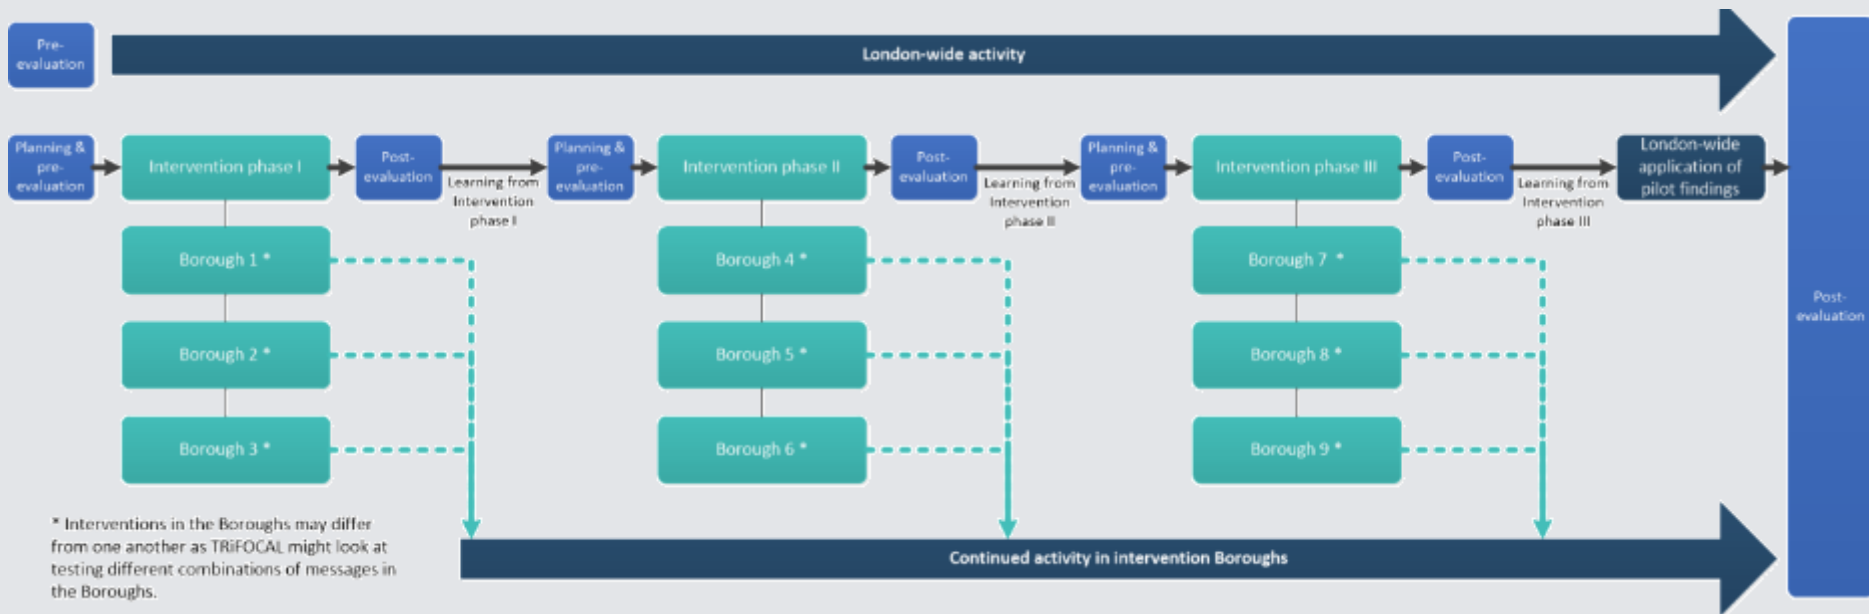 Pre-
evaluation
London-wide activity
Planning &
pre-
evaluation
Intervention phase I
Post-
evaluation
Learning from
Intervention
phase I
Planning &
pre-
evaluation
Intervention phase II
Post-
evaluation
Learning from
Intervention
phase II
Planning &
pre-
evaluation
Intervention phase III
Post-
evaluation
Learning from
Intervention
phase III
London-wide
application of
pilot findings
Borough 1 *
Borough 4 *
Borough 7 *
Borough 2 *
Borough 5 *
Borough 8 *
Borough 3 *
Borough 6 *
Borough 9 *
Post-
evaluation
* Interventions in the Boroughs may differ
from one another as TRiFOCAL might look at
testing different combinations of messages in
the Boroughs.
Continued activity in intervention Boroughs